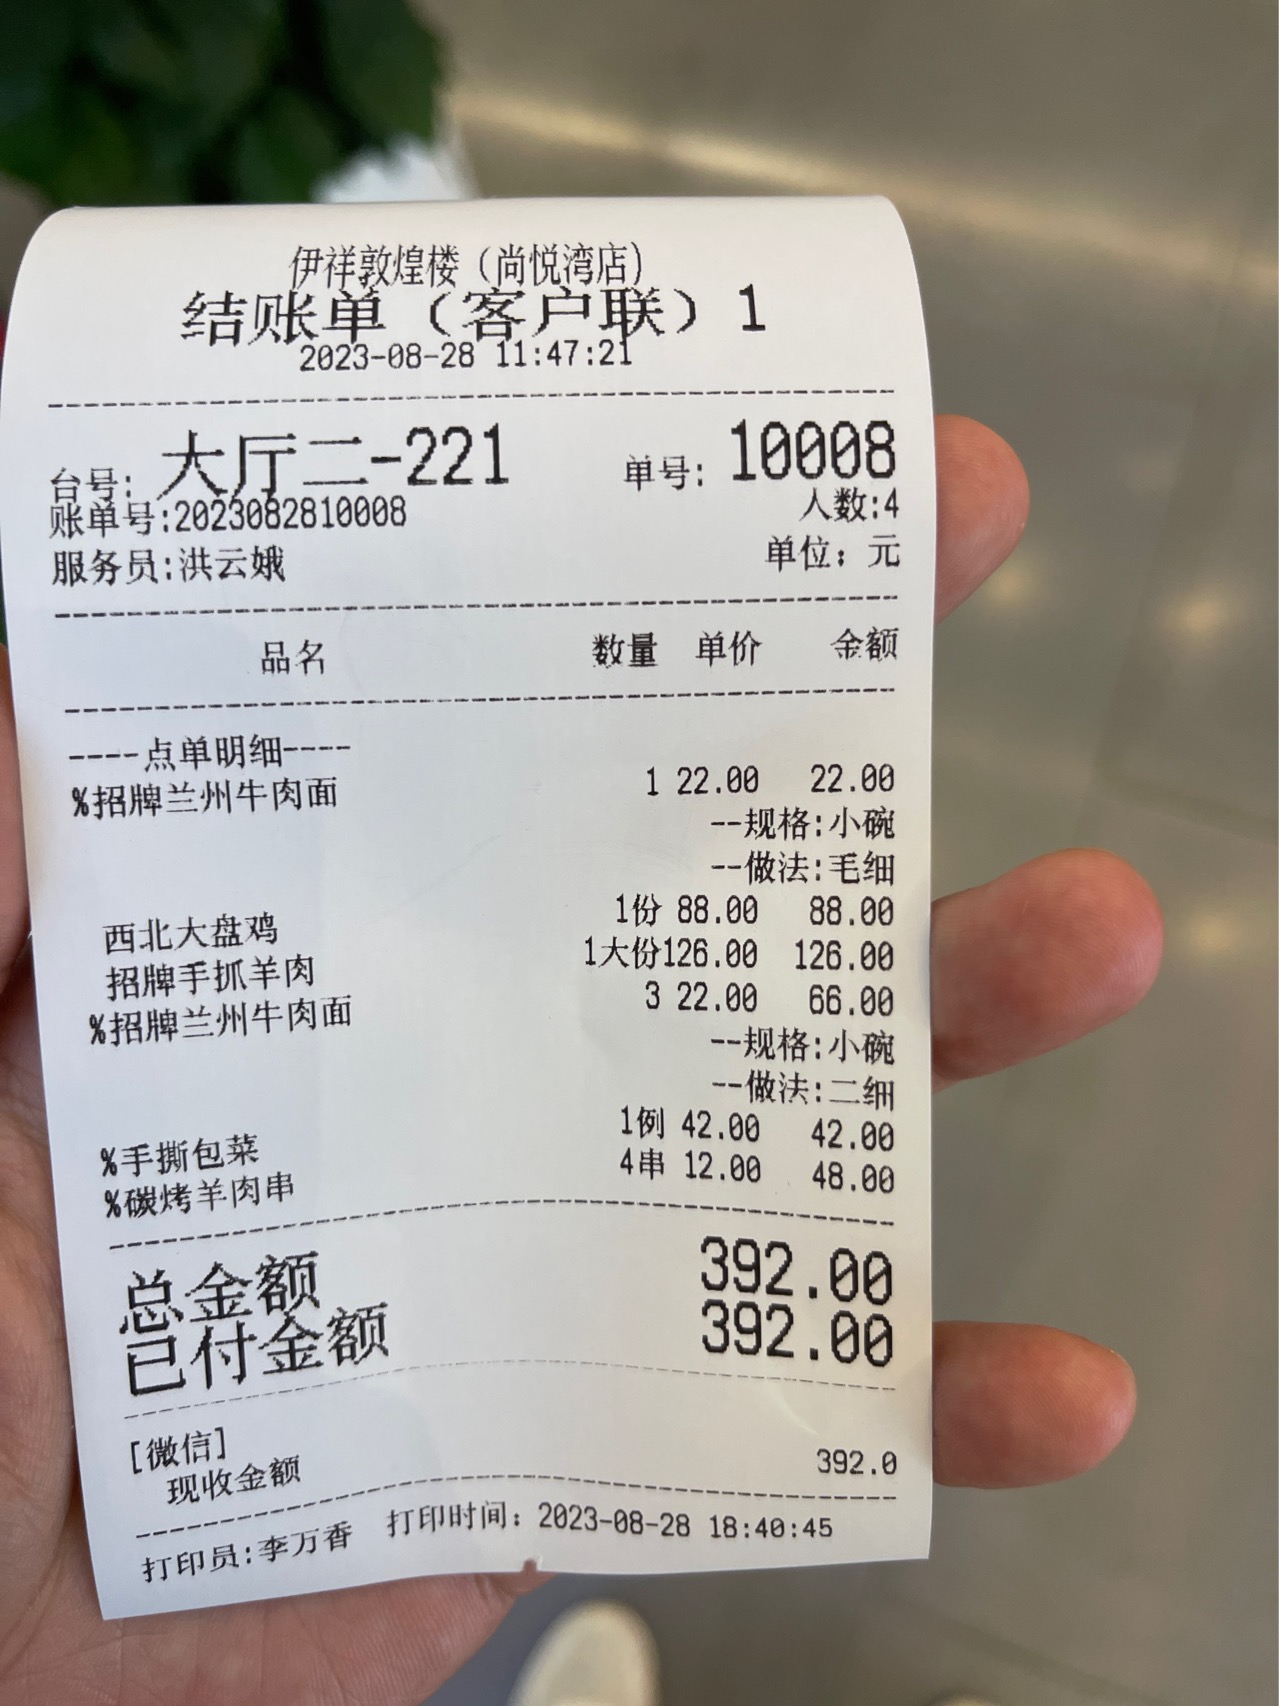 伊祥敦煌楼（尚悦湾店）
结账单（客户联）1
2023-08-28 11:47:21
台号: 大厅二-221 单号: 10008
账单号:2023082810008 人数:4
服务员:洪云娥 单位：元
品名 数量 单价 金额
----点单明细----
%招牌兰州牛肉面 1 22.00 22.00
--规格:小碗
--做法:毛细
西北大盘鸡 1份 88.00 88.00
招牌手抓羊肉 1大份126.00 126.00
%招牌兰州牛肉面 3 22.00 66.00
--规格:小碗
--做法:二细
%手撕包菜 1例 42.00 42.00
%碳烤羊肉串 4串 12.00 48.00
总金额 392.00
已付金额 392.00
[微信]
现收金额 392.0
打印员:李万香 打印时间：2023-08-28 18:40:45